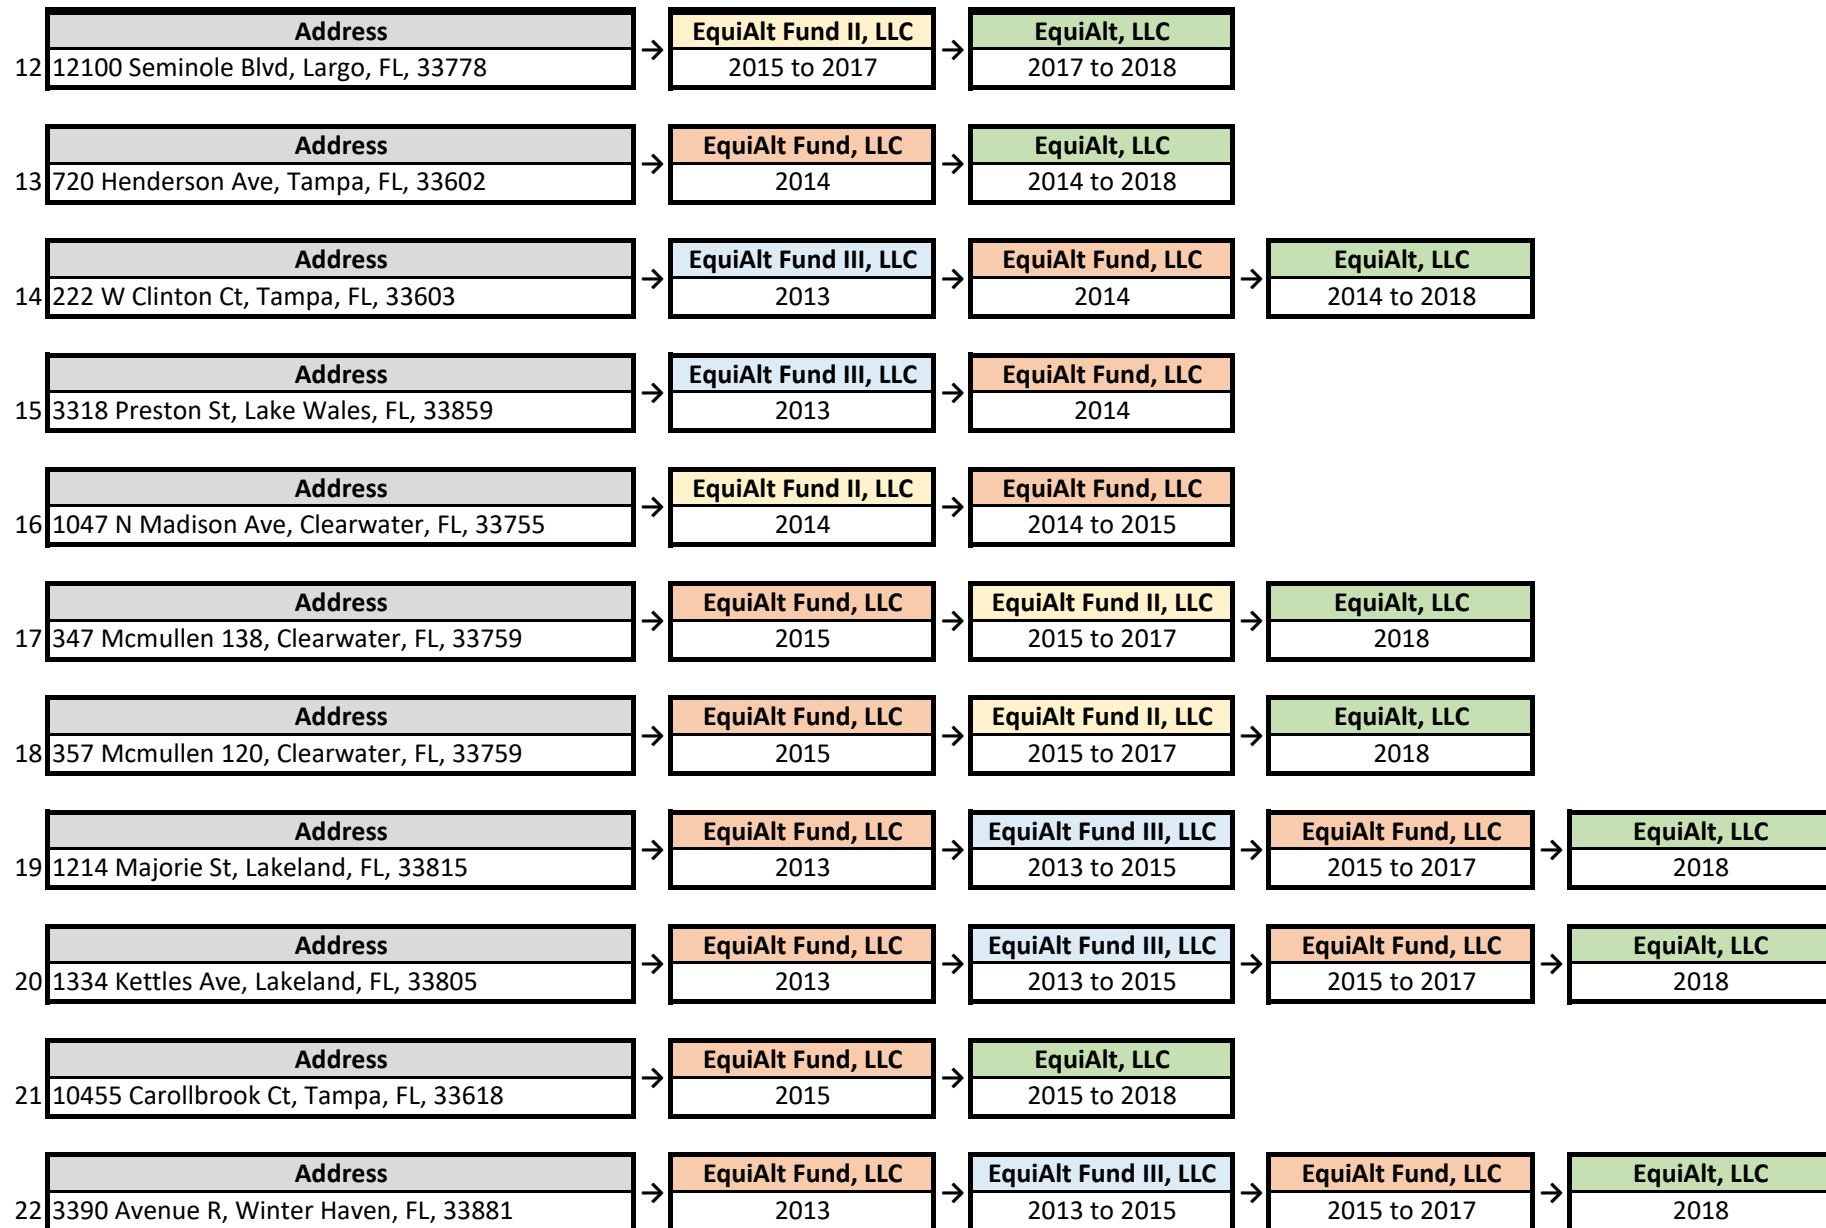 Address → EquiAlt Fund II, LLC → EquiAlt, LLC
12 12100 Seminole Blvd, Largo, FL, 33778 2015 to 2017 2017 to 2018
Address → EquiAlt Fund, LLC → EquiAlt, LLC
13 720 Henderson Ave, Tampa, FL, 33602 2014 2014 to 2018
Address → EquiAlt Fund III, LLC → EquiAlt Fund, LLC → EquiAlt, LLC
14 222 W Clinton Ct, Tampa, FL, 33603 2013 2014 2014 to 2018
Address → EquiAlt Fund III, LLC → EquiAlt Fund, LLC
15 3318 Preston St, Lake Wales, FL, 33859 2013 2014
Address → EquiAlt Fund II, LLC → EquiAlt Fund, LLC
16 1047 N Madison Ave, Clearwater, FL, 33755 2014 2014 to 2015
Address → EquiAlt Fund, LLC → EquiAlt Fund II, LLC → EquiAlt, LLC
17 347 Mcmullen 138, Clearwater, FL, 33759 2015 2015 to 2017 2018
Address → EquiAlt Fund, LLC → EquiAlt Fund II, LLC → EquiAlt, LLC
18 357 Mcmullen 120, Clearwater, FL, 33759 2015 2015 to 2017 2018
Address → EquiAlt Fund, LLC → EquiAlt Fund III, LLC → EquiAlt Fund, LLC → EquiAlt, LLC
19 1214 Majorie St, Lakeland, FL, 33815 2013 2013 to 2015 2015 to 2017 2018
Address → EquiAlt Fund, LLC → EquiAlt Fund III, LLC → EquiAlt Fund, LLC → EquiAlt, LLC
20 1334 Kettles Ave, Lakeland, FL, 33805 2013 2013 to 2015 2015 to 2017 2018
Address → EquiAlt Fund, LLC → EquiAlt, LLC
21 10455 Carollbrook Ct, Tampa, FL, 33618 2015 2015 to 2018
Address → EquiAlt Fund, LLC → EquiAlt Fund III, LLC → EquiAlt Fund, LLC → EquiAlt, LLC
22 3390 Avenue R, Winter Haven, FL, 33881 2013 2013 to 2015 2015 to 2017 2018